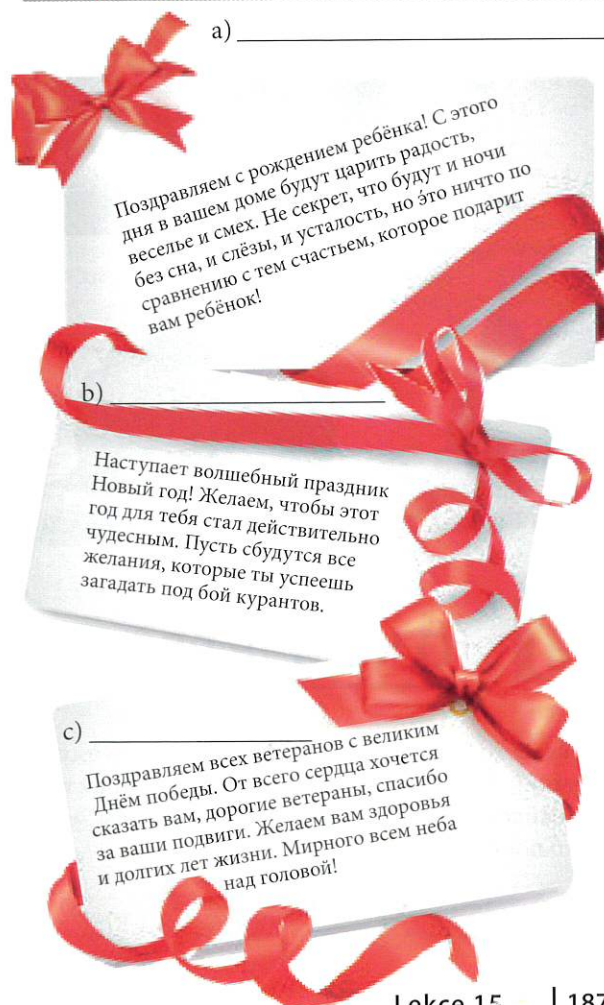 a)
Поздравляем с рождением ребёнка! С этого
дня в вашем доме будут царить радость,
веселье и смех. Не секрет, что будут и ночи
без сна, и слёзы, и усталость, но э́то ничто по
сравнению с тем счастьем, которое подарит
вам ребёнок!
b)
Наступает волшебный праздник
Новый год! Желаем, чтобы этот
год для тебя стал действительно
чудесным. Пусть сбудутся все
желания, которые ты успеешь
загадать под бой курантов.
c)
Поздравляем всех ветеранов с великим
Днём победы. От всего сердца хочется
сказать вам, дорогие ветераны, спасибо
за ваши подвиги. Желаем вам здоровья
и долгих лет жизни. Мирного всем неба
над головой!
Lekce 15 | 187